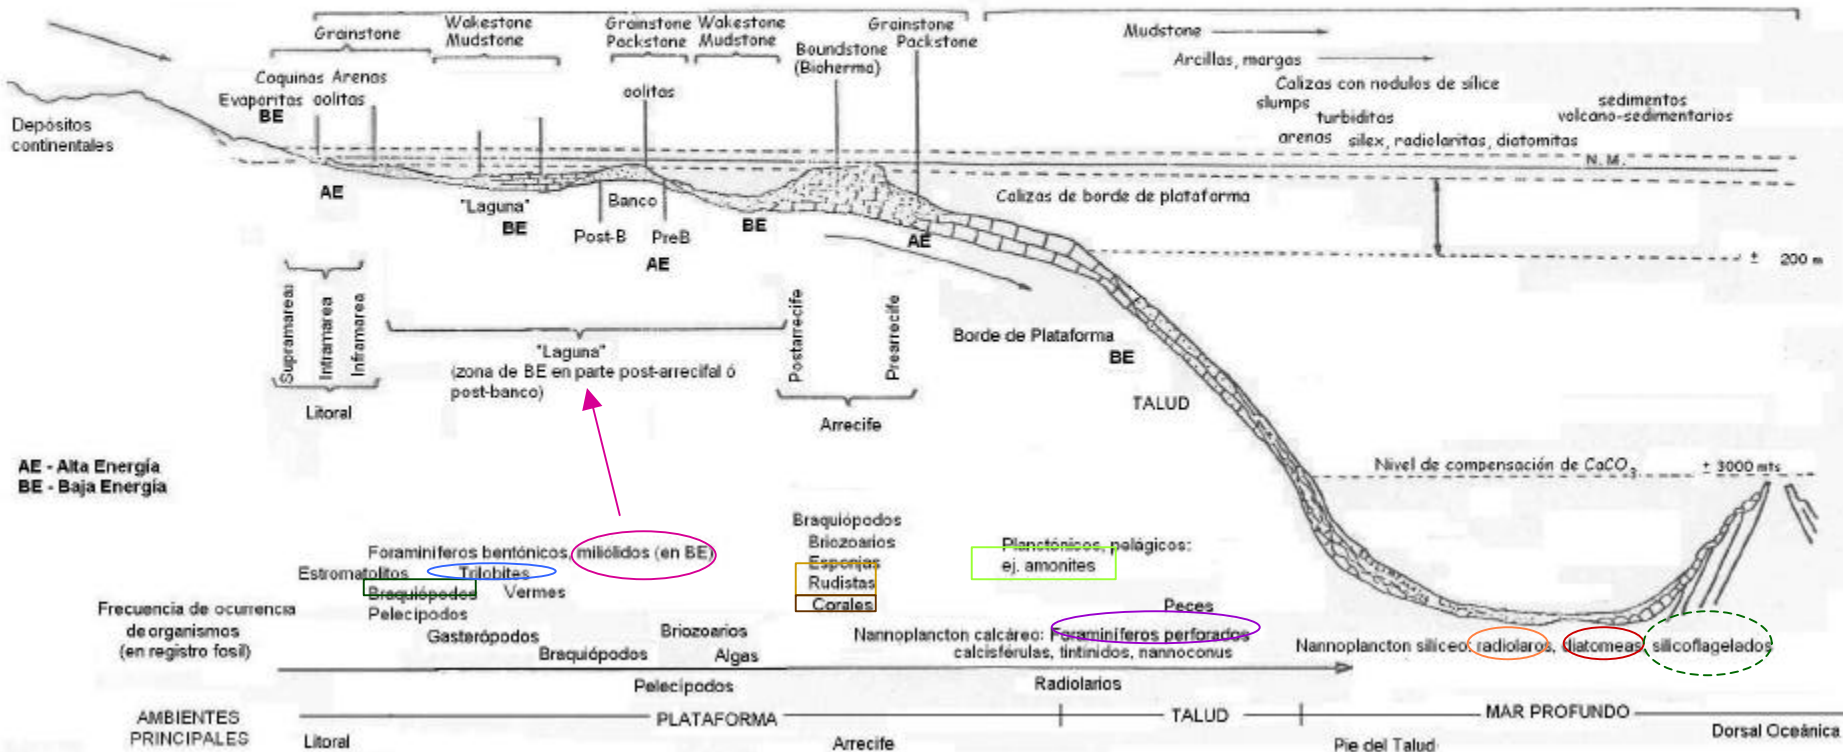 Grainstone
Wakestone
Mudstone
Grainstone
Packstone
Wakestone
Mudstone
Boundstone
(Bioherma)
Grainstone
Packstone
Mudstone
Arcillas, margas
Calizas con nodulos de sílice
slumps
turbiditas
arenas
silex, radiolaritas, diatomitas
sedimentos
volcano-sedimentarios
Coquinas Arenas
Evaporitas oolitas
BE
oolitas
Depósitos
continentales
N.M.
AE
"Laguna"
BE
Banco
Post-B
PreB
AE
BE
AE
Calizas de borde de plataforma
± 200 m
Supramareas
Intramarea
Inframarea
Litoral
"Laguna"
(zona de BE en parte post-arrecifal ó
post-banco)
Postarrecife
Prearrecife
Arrecife
Borde de Plataforma
BE
TALUD
AE - Alta Energía
BE - Baja Energía
Nivel de compensación de CaCO3
± 3000 mts
Foraminíferos bentónicos, miliólidos (en BE)
Estromatolitos
Trilobites
Braquiópodos
Vermes
Pelecípodos
Gasterópodos
Braquiópodos
Briozoarios
Algas
Pelecípodos
Braquiópodos
Briozoarios
Esponjas
Rudistas
Corales
Planctónicos, pelágicos:
ej. amonites
Peces
Nannoplancton calcáreo: Foraminíferos perforados
calcisférulas, tintínidos, nannoconus
Radiolarios
Nannoplancton silíceo: radiolaros, diatomeas, silicoflagelados
Frecuencia de ocurrencia
de organismos
(en registro fosil)
AMBIENTES
PRINCIPALES
Litoral
PLATAFORMA
Arrecife
TALUD
Pie del Talud
MAR PROFUNDO
Dorsal Oceánica